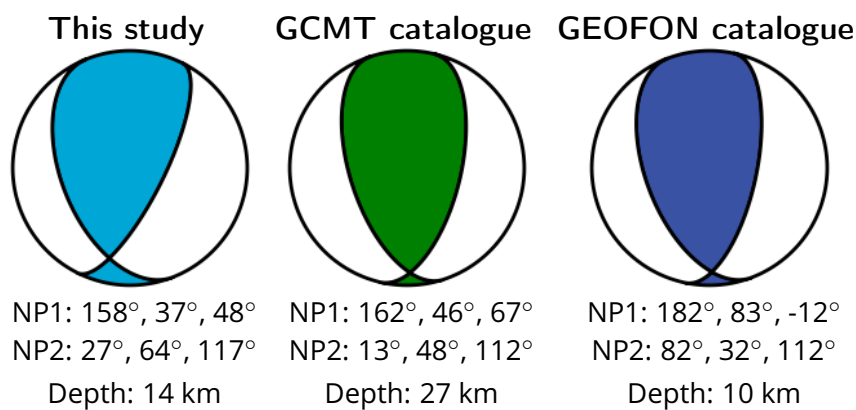 This study GCMT catalogue GEOFON catalogue
NP1: 158°, 37°, 48° NP1: 162°, 46°, 67° NP1: 182°, 83°, -12°
NP2: 27°, 64°, 117° NP2: 13°, 48°, 112° NP2: 82°, 32°, 112°
Depth: 14 km Depth: 27 km Depth: 10 km